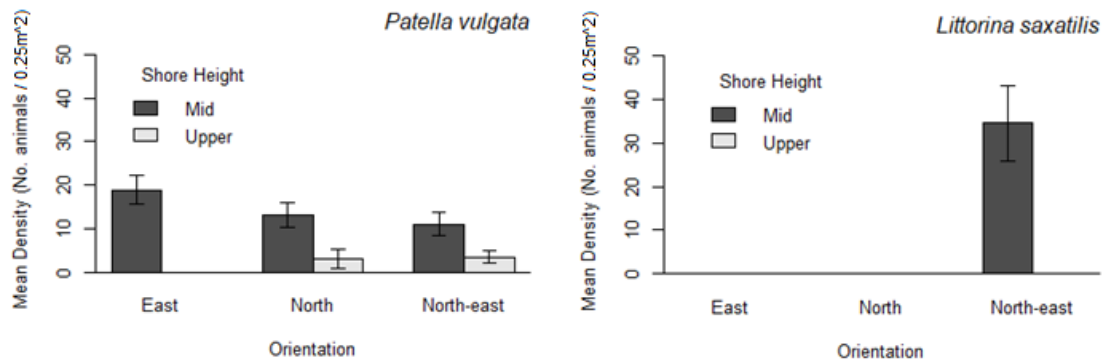 Patella vulgata
Mean Density (No. animals / 0.25m^2)
50
40
30
20
10
0
Shore Height
Mid
Upper
East North North-east
Orientation
Littorina saxatilis
Mean Density (No. animals / 0.25m^2)
50
40
30
20
10
0
Shore Height
Mid
Upper
East North North-east
Orientation